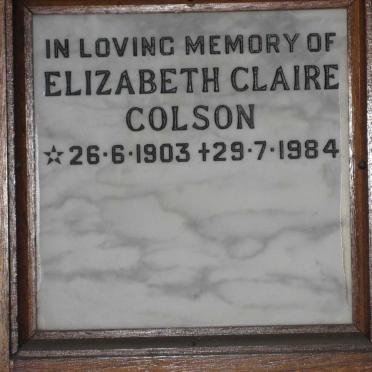 IN LOVING MEMORY OF
ELIZABETH CLAIRE
COLSON
☆26·6·1903 +29·7·1984